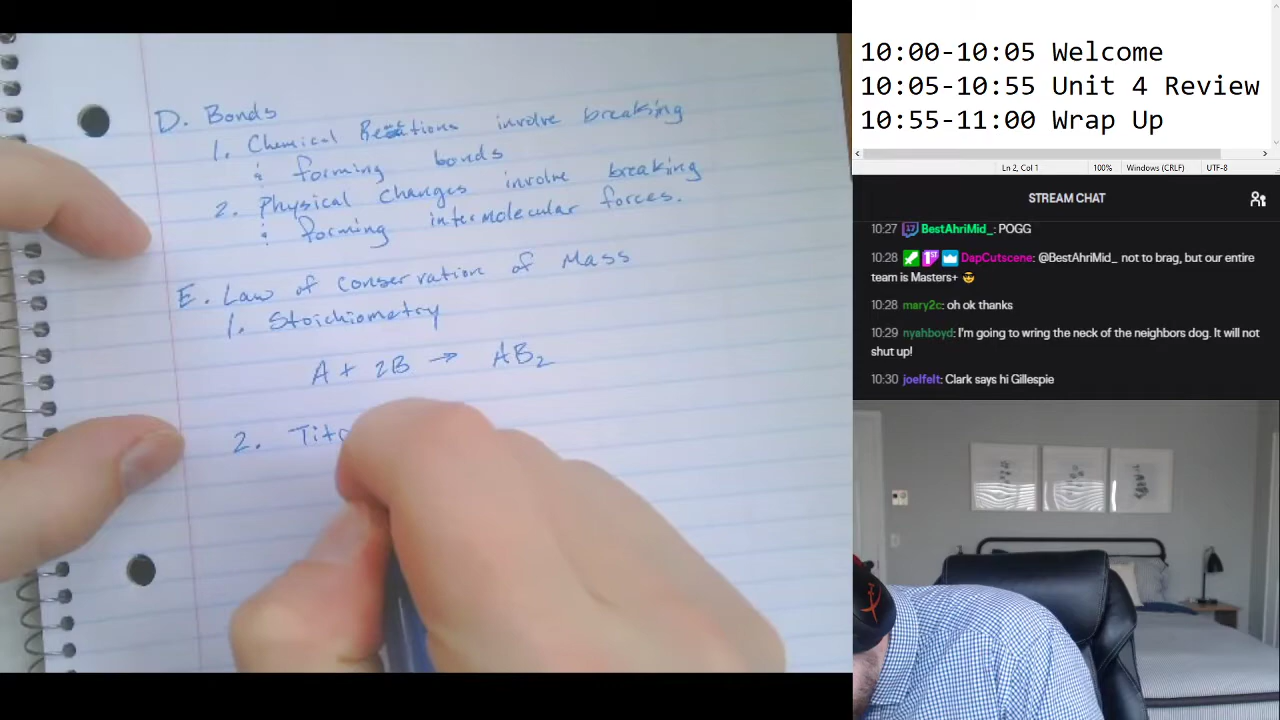 D. Bonds
1. Chemical Reactions involve breaking
& forming bonds
2. Physical changes involve breaking
& forming intermolecular forces.
E. Law of Conservation of Mass
1. Stoichiometry
A + 2B → AB₂
2. Tit
10:00-10:05 Welcome
10:05-10:55 Unit 4 Review
10:55-11:00 Wrap Up
Ln 2, Col 1 100% Windows (CRLF) UTF-8
STREAM CHAT
10:27 BestAhriMid_: POGG
10:28 DapCutscene: @BestAhriMid_ not to brag, but our entire
team is Masters+ 😎
10:28 mary2c: oh ok thanks
10:29 nyahboyd: I'm going to wring the neck of the neighbors dog. It will not
shut up!
10:30 joelfelt: Clark says hi Gillespie